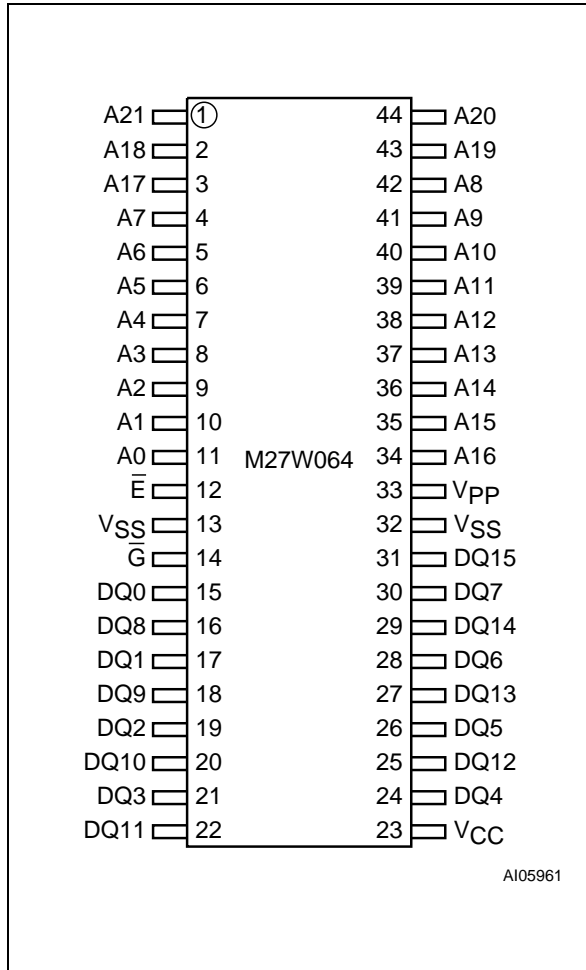 A21 1 44 A20
A18 2 43 A19
A17 3 42 A8
A7 4 41 A9
A6 5 40 A10
A5 6 39 A11
A4 7 38 A12
A3 8 37 A13
A2 9 36 A14
A1 10 35 A15
A0 11 M27W064 34 A16
E̅ 12 33 VPP
VSS 13 32 VSS
G̅ 14 31 DQ15
DQ0 15 30 DQ7
DQ8 16 29 DQ14
DQ1 17 28 DQ6
DQ9 18 27 DQ13
DQ2 19 26 DQ5
DQ10 20 25 DQ12
DQ3 21 24 DQ4
DQ11 22 23 VCC
AI05961